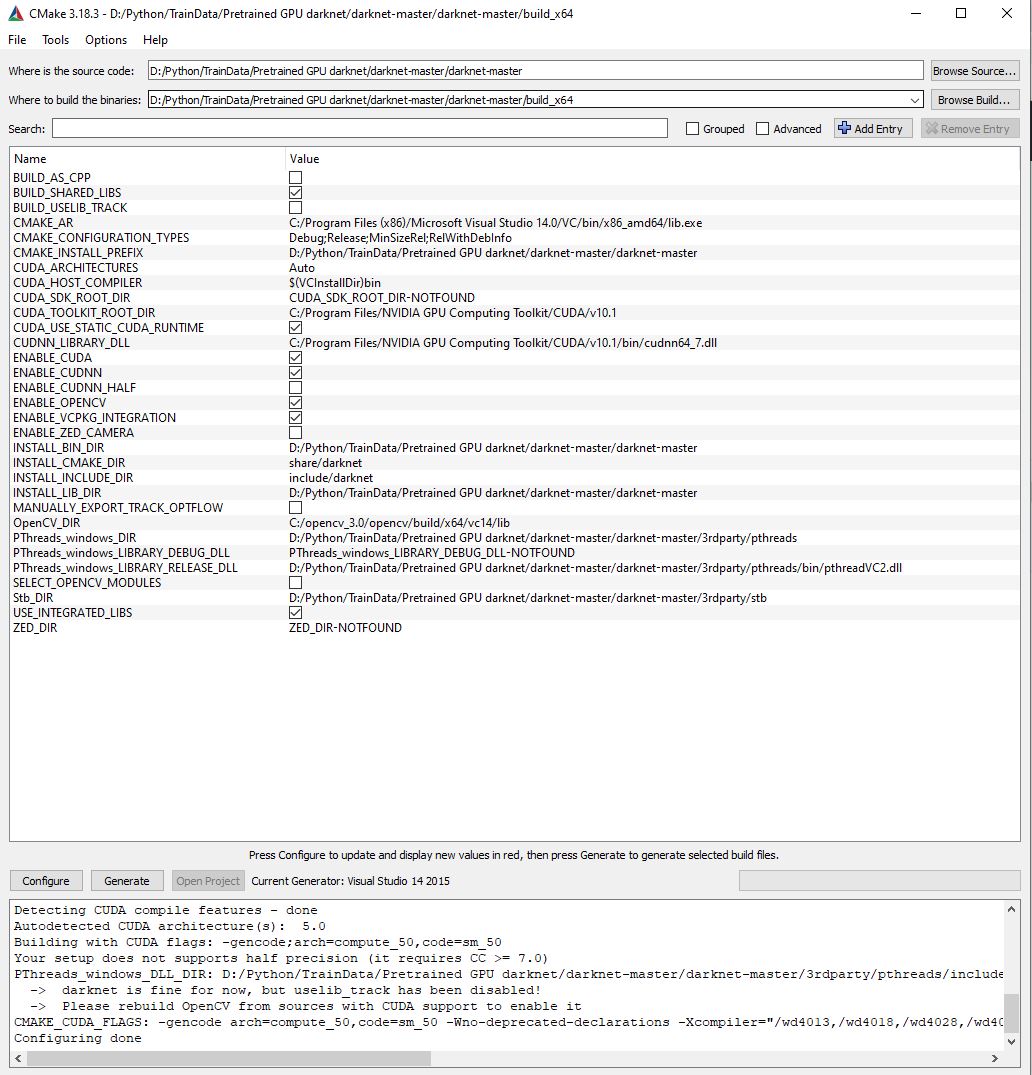 CMake 3.18.3 - D:/Python/TrainData/Pretrained GPU darknet/darknet-master/darknet-master/build_x64
File Tools Options Help
Where is the source code: D:/Python/TrainData/Pretrained GPU darknet/darknet-master/darknet-master Browse Source...
Where to build the binaries: D:/Python/TrainData/Pretrained GPU darknet/darknet-master/darknet-master/build_x64 Browse Build...
Search: Grouped Advanced Add Entry Remove Entry
Name Value
BUILD_AS_CPP
BUILD_SHARED_LIBS
BUILD_USELIB_TRACK
CMAKE_AR C:/Program Files (x86)/Microsoft Visual Studio 14.0/VC/bin/x86_amd64/lib.exe
CMAKE_CONFIGURATION_TYPES Debug;Release;MinSizeRel;RelWithDebInfo
CMAKE_INSTALL_PREFIX D:/Python/TrainData/Pretrained GPU darknet/darknet-master/darknet-master
CUDA_ARCHITECTURES Auto
CUDA_HOST_COMPILER $(VCInstallDir)bin
CUDA_SDK_ROOT_DIR CUDA_SDK_ROOT_DIR-NOTFOUND
CUDA_TOOLKIT_ROOT_DIR C:/Program Files/NVIDIA GPU Computing Toolkit/CUDA/v10.1
CUDA_USE_STATIC_CUDA_RUNTIME
CUDNN_LIBRARY_DLL C:/Program Files/NVIDIA GPU Computing Toolkit/CUDA/v10.1/bin/cudnn64_7.dll
ENABLE_CUDA
ENABLE_CUDNN
ENABLE_CUDNN_HALF
ENABLE_OPENCV
ENABLE_VCPKG_INTEGRATION
ENABLE_ZED_CAMERA
INSTALL_BIN_DIR D:/Python/TrainData/Pretrained GPU darknet/darknet-master/darknet-master
INSTALL_CMAKE_DIR share/darknet
INSTALL_INCLUDE_DIR include/darknet
INSTALL_LIB_DIR D:/Python/TrainData/Pretrained GPU darknet/darknet-master/darknet-master
MANUALLY_EXPORT_TRACK_OPTFLOW
OpenCV_DIR C:/opencv_3.0/opencv/build/x64/vc14/lib
PThreads_windows_DIR D:/Python/TrainData/Pretrained GPU darknet/darknet-master/darknet-master/3rdparty/pthreads
PThreads_windows_LIBRARY_DEBUG_DLL PThreads_windows_LIBRARY_DEBUG_DLL-NOTFOUND
PThreads_windows_LIBRARY_RELEASE_DLL D:/Python/TrainData/Pretrained GPU darknet/darknet-master/darknet-master/3rdparty/pthreads/bin/pthreadVC2.dll
SELECT_OPENCV_MODULES
Stb_DIR D:/Python/TrainData/Pretrained GPU darknet/darknet-master/darknet-master/3rdparty/stb
USE_INTEGRATED_LIBS
ZED_DIR ZED_DIR-NOTFOUND
Press Configure to update and display new values in red, then press Generate to generate selected build files.
Configure Generate Open Project Current Generator: Visual Studio 14 2015
Detecting CUDA compile features - done
Autodetected CUDA architecture(s): 5.0
Building with CUDA flags: -gencode;arch=compute_50,code=sm_50
Your setup does not supports half precision (it requires CC >= 7.0)
PThreads_windows_DLL_DIR: D:/Python/TrainData/Pretrained GPU darknet/darknet-master/darknet-master/3rdparty/pthreads/include
-> darknet is fine for now, but uselib_track has been disabled!
-> Please rebuild OpenCV from sources with CUDA support to enable it
CMAKE_CUDA_FLAGS: -gencode arch=compute_50,code=sm_50 -Wno-deprecated-declarations -Xcompiler="/wd4013,/wd4018,/wd4028,/wd40
Configuring done